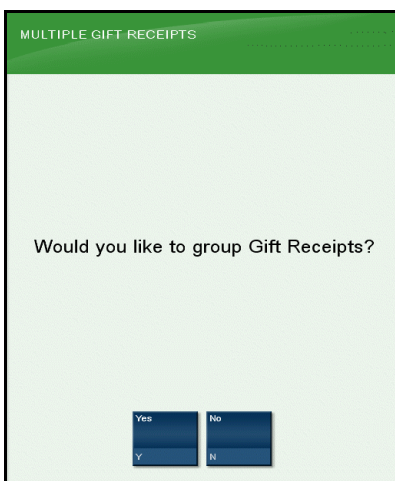 MULTIPLE GIFT RECEIPTS
Would you like to group Gift Receipts?
Yes No
Y N